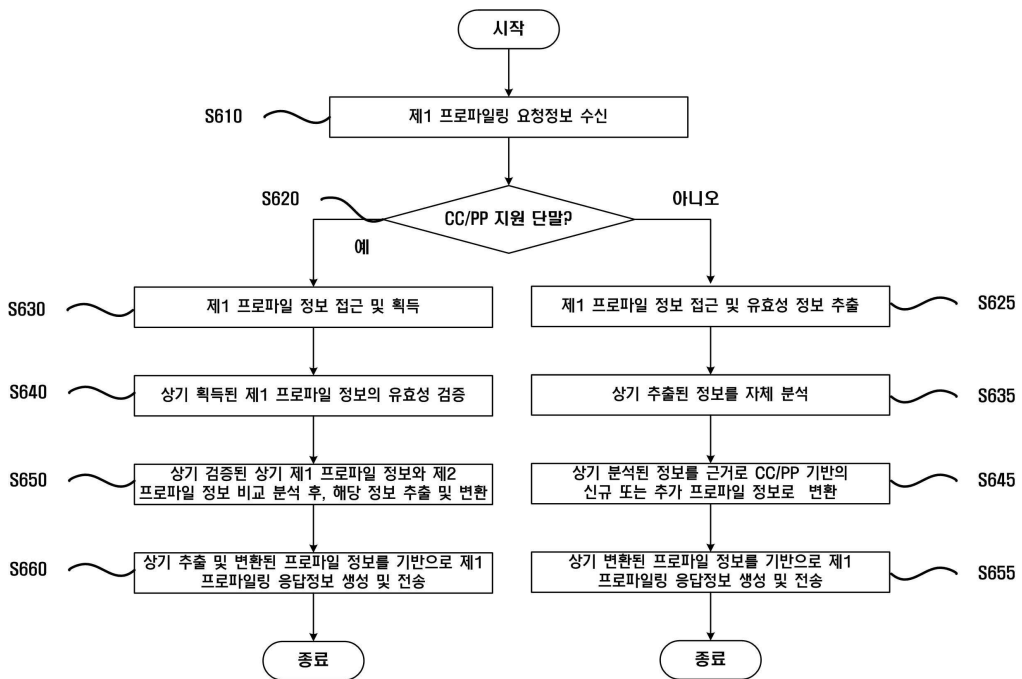 시작
S610
제1 프로파일링 요청정보 수신
S620
CC/PP 지원 단말?
아니오
예
S630
제1 프로파일 정보 접근 및 획득
제1 프로파일 정보 접근 및 유효성 정보 추출
S625
S640
상기 획득된 제1 프로파일 정보의 유효성 검증
상기 추출된 정보를 자체 분석
S635
S650
상기 검증된 상기 제1 프로파일 정보와 제2
프로파일 정보 비교 분석 후, 해당 정보 추출 및 변환
상기 분석된 정보를 근거로 CC/PP 기반의
신규 또는 추가 프로파일 정보로 변환
S645
S660
상기 추출 및 변환된 프로파일 정보를 기반으로 제1
프로파일링 응답정보 생성 및 전송
상기 변환된 프로파일 정보를 기반으로 제1
프로파일링 응답정보 생성 및 전송
S655
종료
종료